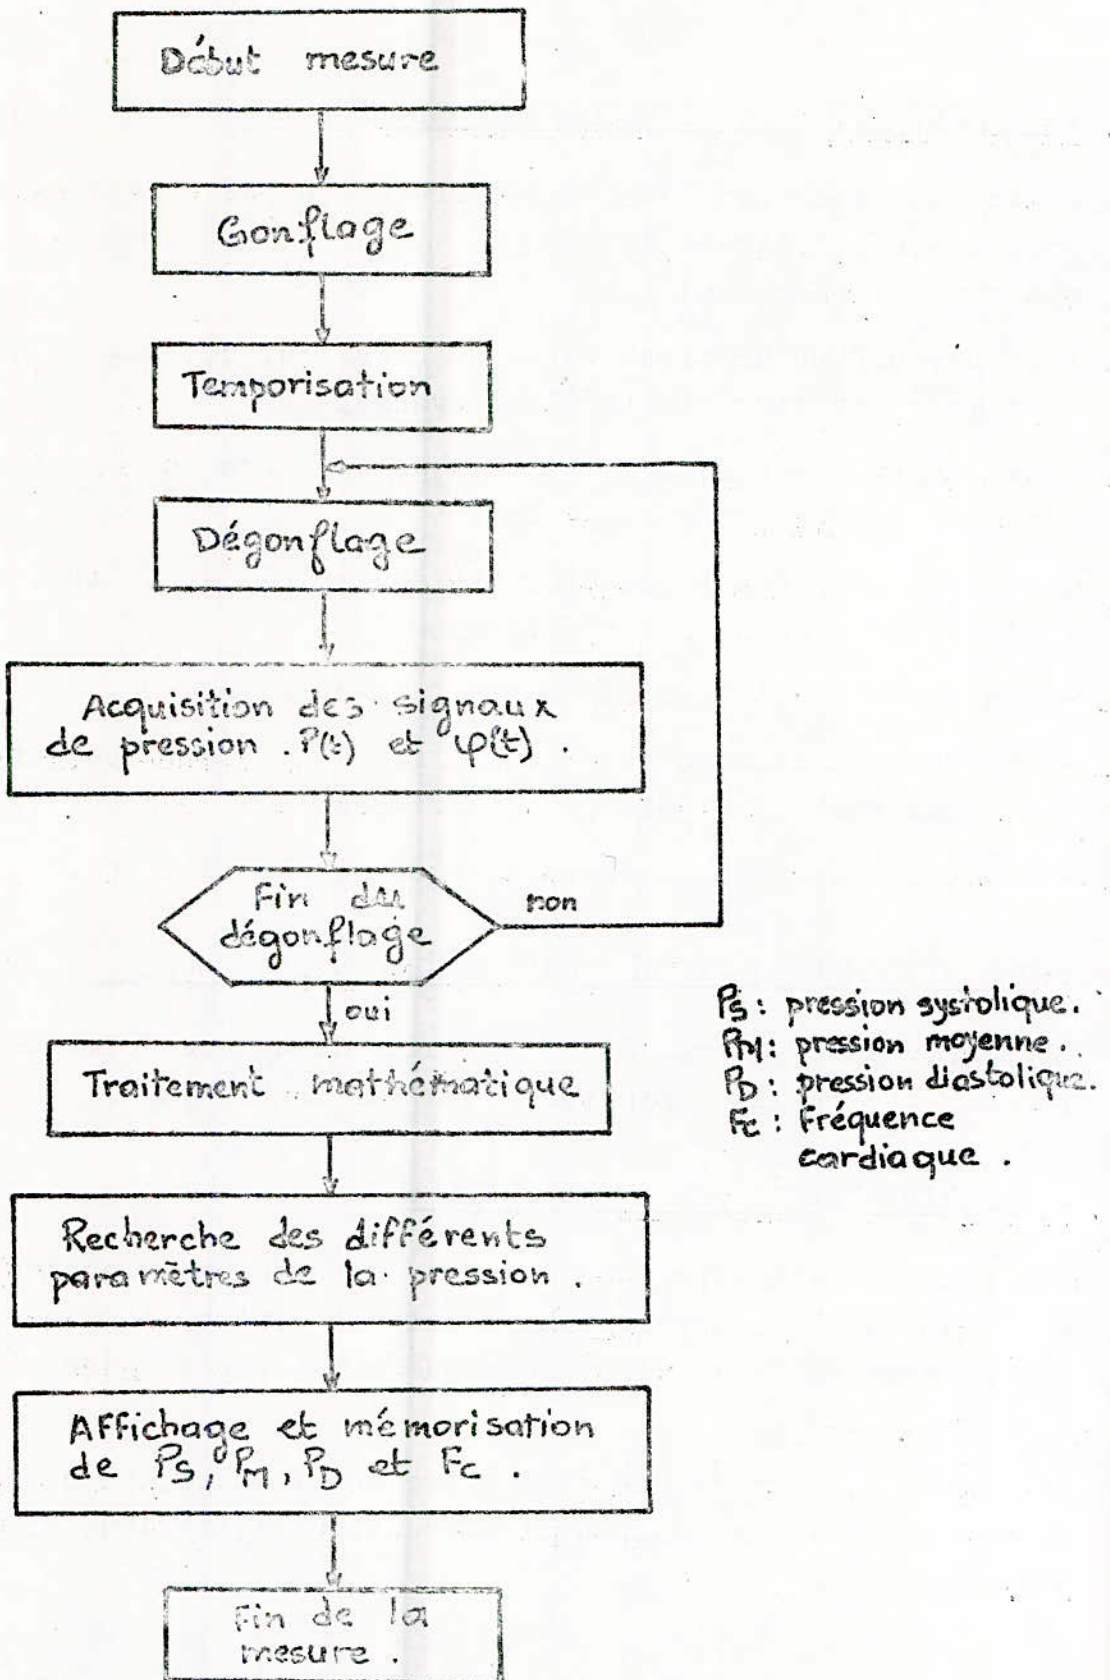 Début mesure
Gonflage
Temporisation
Dégonflage
Acquisition des signaux
de pression . P(t) et φ(t) .
Fin du
dégonflage
non
oui
Traitement mathématique
Recherche des différents
paramètres de la pression .
Affichage et mémorisation
de PS, PM, PD et Fc .
Fin de la
mesure .
PS : pression systolique .
PM : pression moyenne .
PD : pression diastolique .
Fc : fréquence
cardiaque .